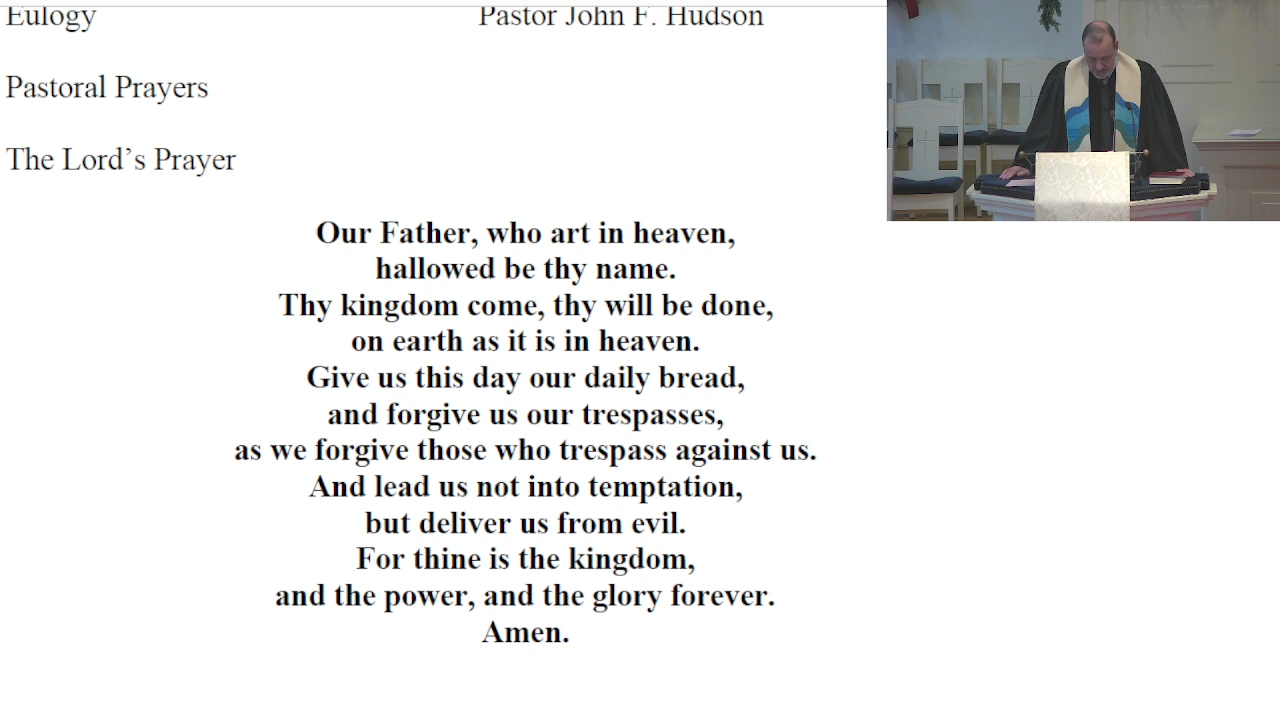 Eulogy Pastor John F. Hudson
Pastoral Prayers
The Lord’s Prayer
Our Father, who art in heaven,
hallowed be thy name.
Thy kingdom come, thy will be done,
on earth as it is in heaven.
Give us this day our daily bread,
and forgive us our trespasses,
as we forgive those who trespass against us.
And lead us not into temptation,
but deliver us from evil.
For thine is the kingdom,
and the power, and the glory forever.
Amen.